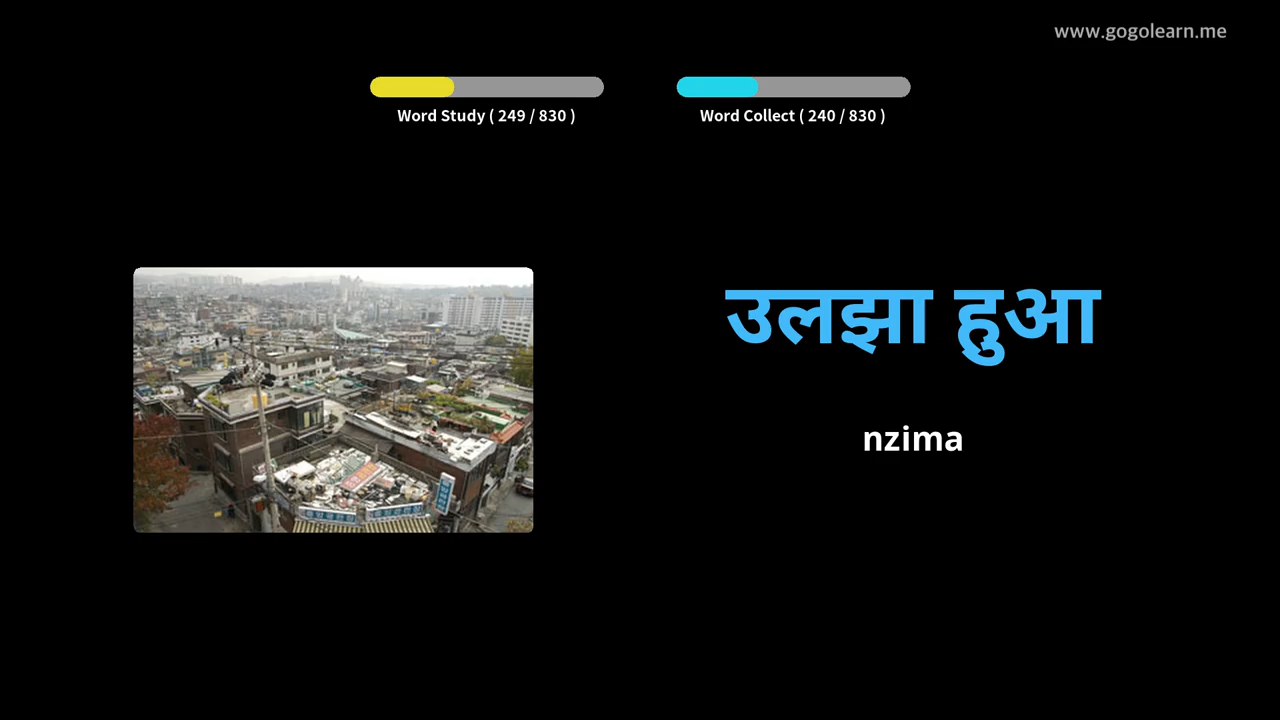 www.gogolearn.me
Word Study ( 249 / 830 )
Word Collect ( 240 / 830 )
उलझा हुआ
nzima